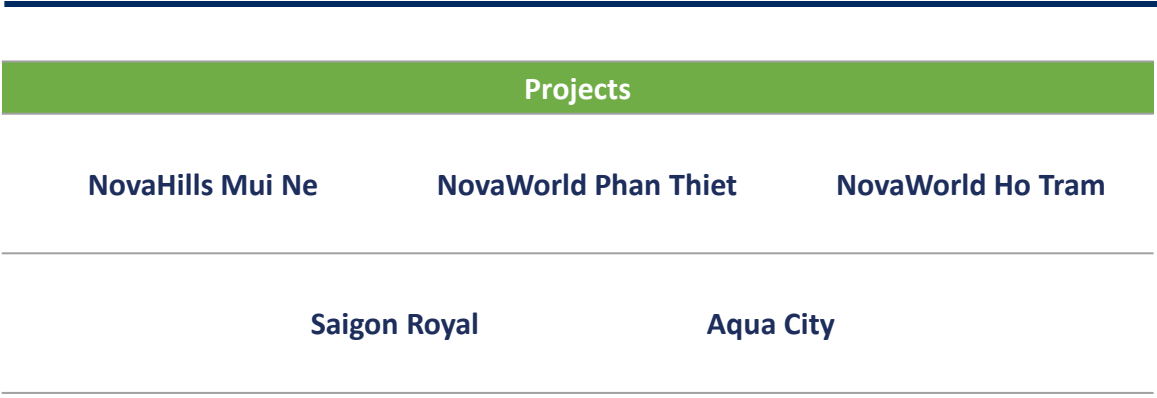 Projects
NovaHills Mui Ne NovaWorld Phan Thiet NovaWorld Ho Tram
Saigon Royal Aqua City